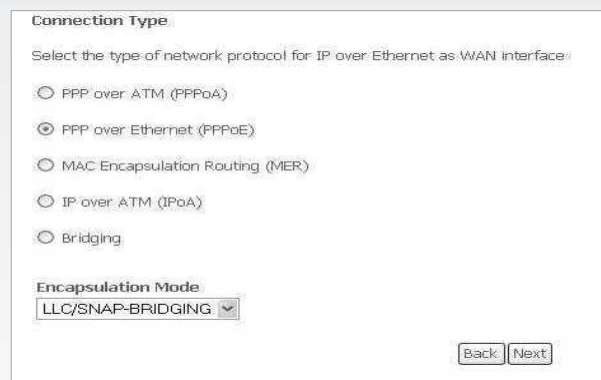 Connection Type
Select the type of network protocol for IP over Ethernet as WAN interface
PPP over ATM (PPPoA)
PPP over Ethernet (PPPoE)
MAC Encapsulation Routing (MER)
IP over ATM (IPoA)
Bridging
Encapsulation Mode
LLC/SNAP-BRIDGING
Back Next